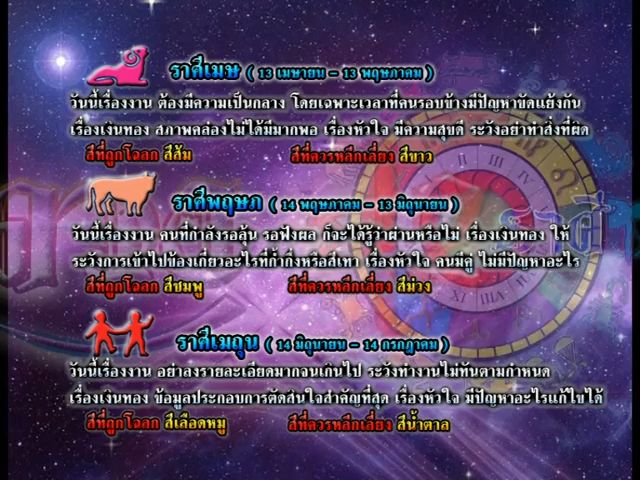 ราศีเมษ ( 13 เมษายน - 13 พฤษภาคม )
วันนี้เรื่องงาน ต้องมีความเป็นกลาง โดยเฉพาะเวลาที่คนรอบข้างมีปัญหาขัดแย้งกัน
เรื่องเงินทอง สภาพคล่องไม่ได้มีมากพอ เรื่องหัวใจ มีความสุขดี ระวังอย่าทำสิ่งที่ผิด
สีที่ถูกโฉลก สีส้ม สีที่ควรหลีกเลี่ยง สีขาว
ราศีพฤษภ ( 14 พฤษภาคม - 13 มิถุนายน )
วันนี้เรื่องงาน คนที่กำลังรอลุ้น รอฟังผล ก็จะได้รู้ว่าผ่านหรือไม่ เรื่องเงินทอง ให้
ระวังการเข้าไปข้องเกี่ยวอะไรที่ก้ำกึ่งหรือสีเทา เรื่องหัวใจ คนมีคู่ ไม่มีปัญหาอะไร
สีที่ถูกโฉลก สีชมพู สีที่ควรหลีกเลี่ยง สีม่วง
ราศีเมถุน ( 14 มิถุนายน - 14 กรกฎาคม )
วันนี้เรื่องงาน อย่าลงรายละเอียดมากจนเกินไป ระวังทำงานไม่ทันตามกำหนด
เรื่องเงินทอง ข้อมูลประกอบการตัดสินใจสำคัญที่สุด เรื่องหัวใจ มีปัญหาอะไรแก้ไขได้
สีที่ถูกโฉลก สีเลือดหมู สีที่ควรหลีกเลี่ยง สีน้ำตาล